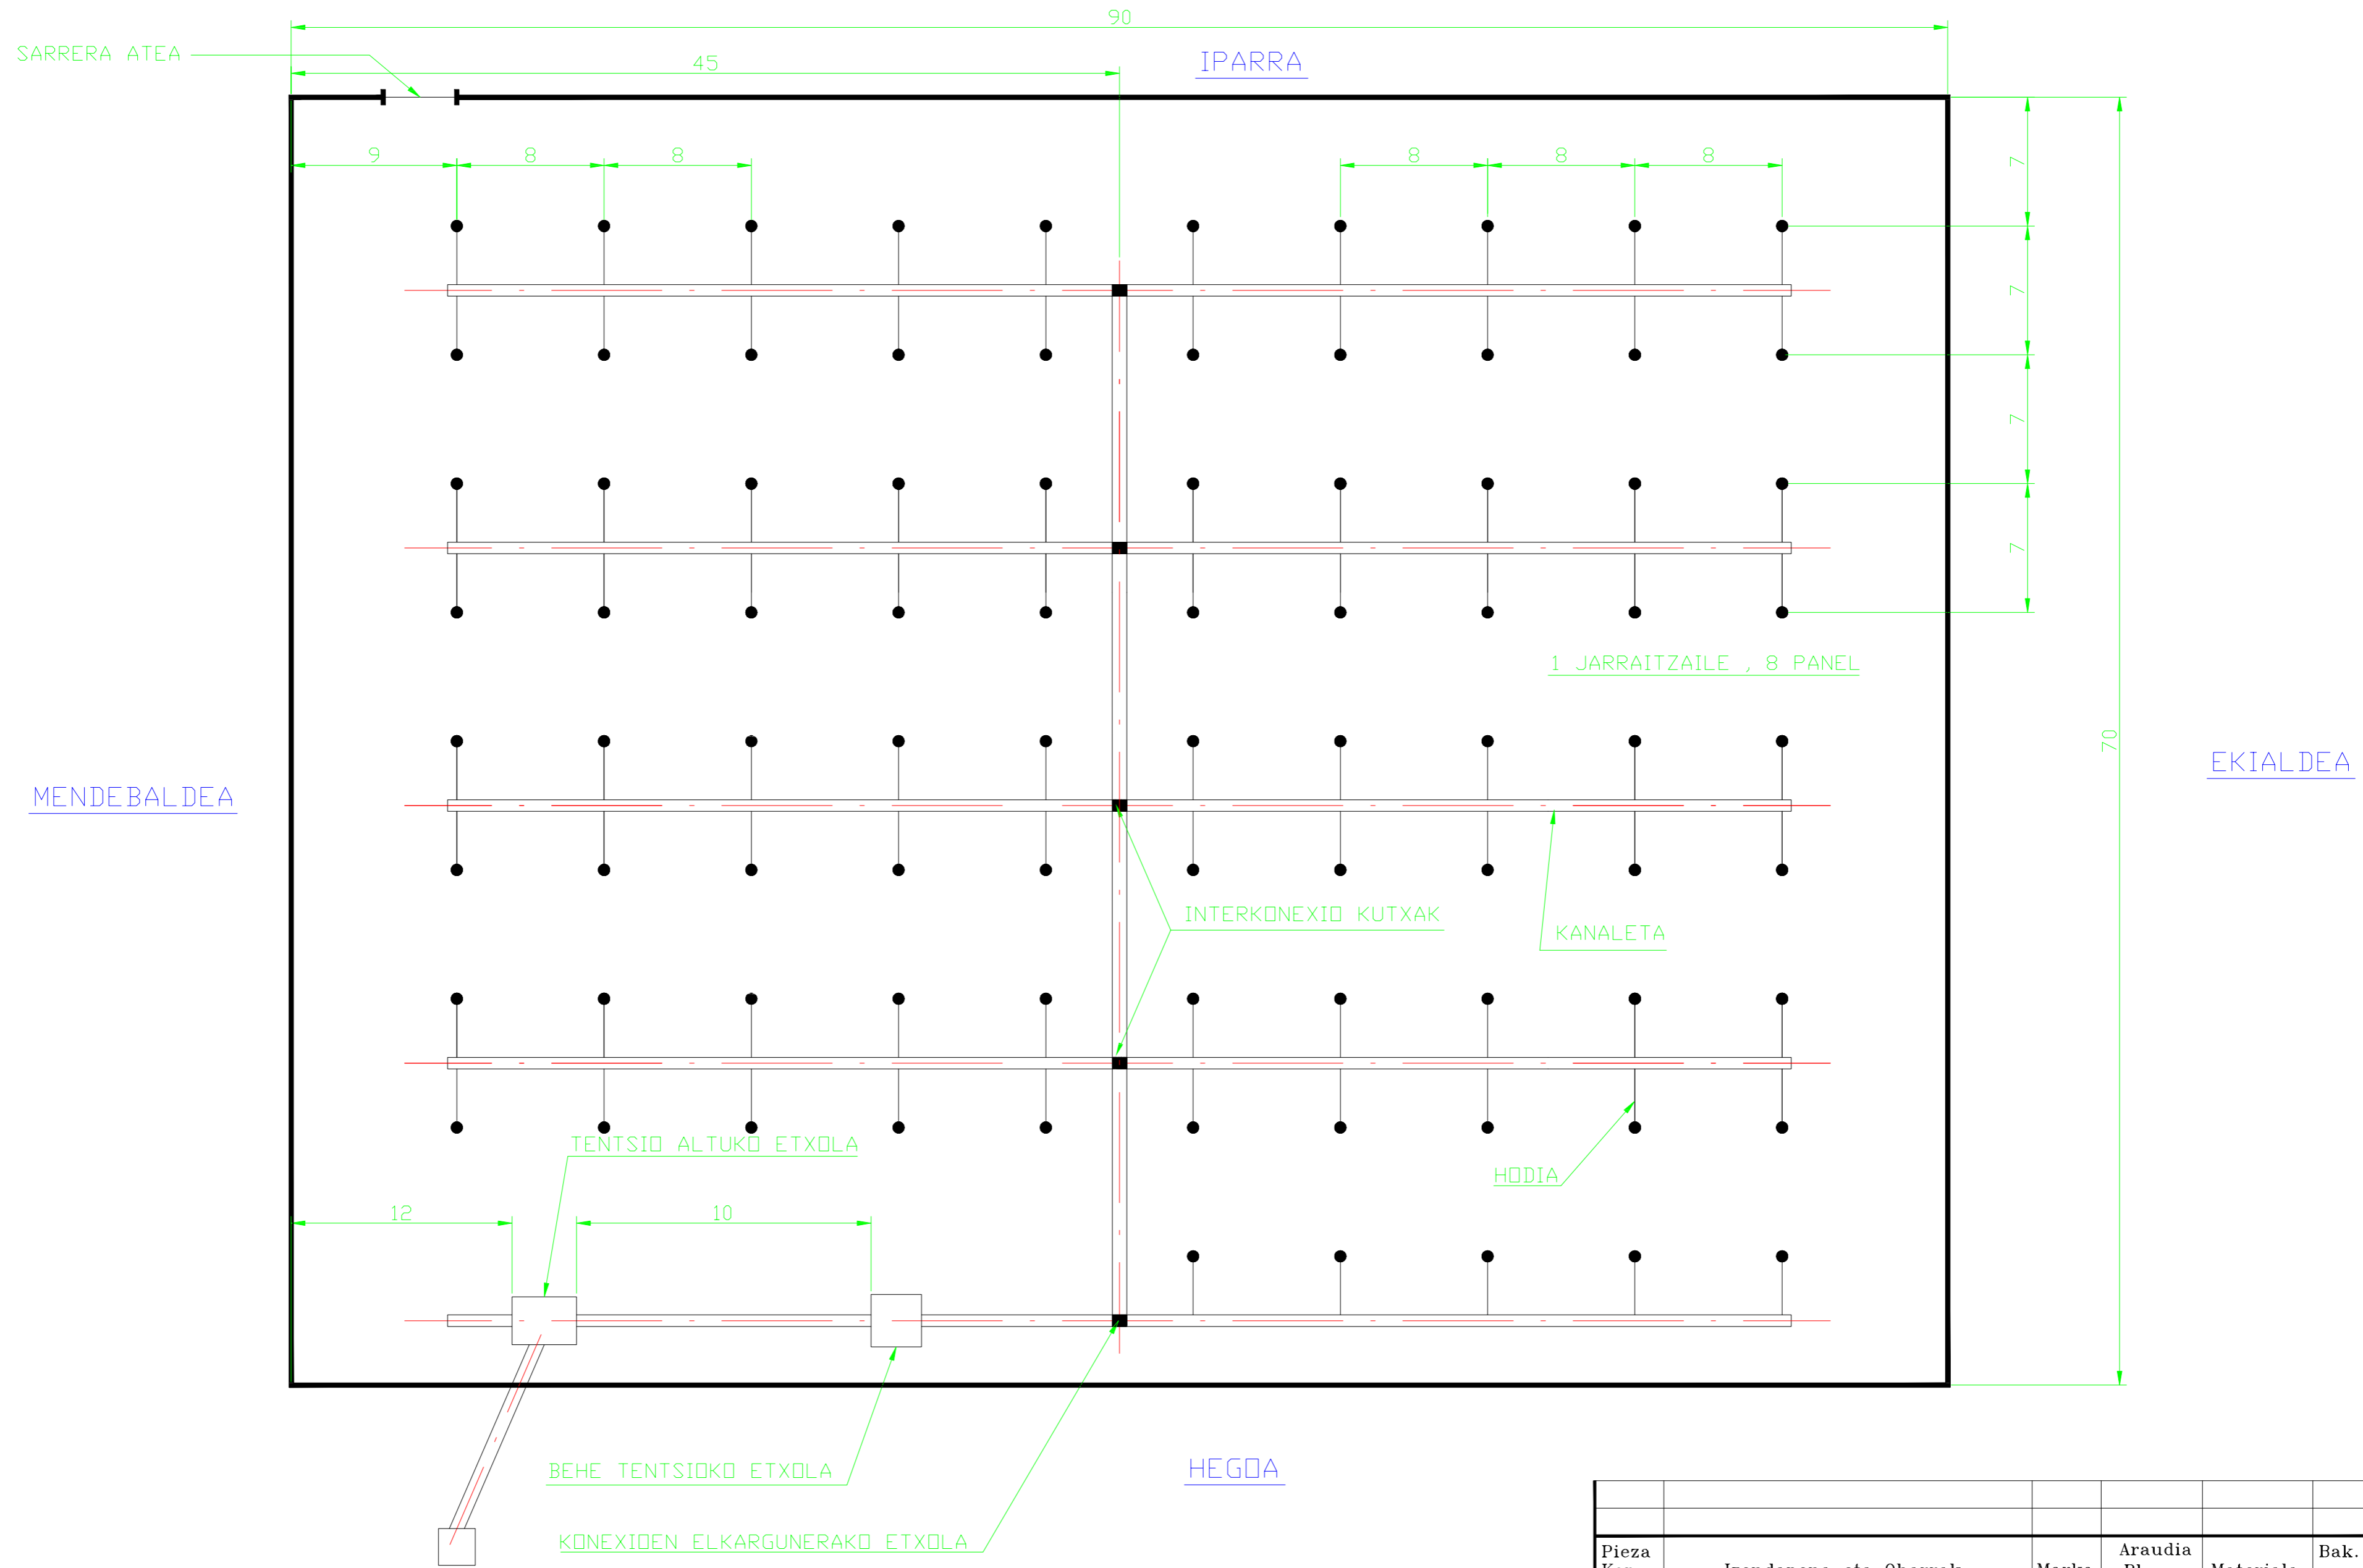 90
SARRERA ATEA
45
IPARRA
9
8
8
8
8
8
7
7
7
7
1 JARRAITZAILE , 8 PANEL
70
EKIALDEA
MENDEBALDEA
INTERKONEXIO KUTXAK
KANALETA
TENTSIO ALTUKO ETXOLA
HODIA
12
10
BEHE TENTSIOKO ETXOLA
HEGOA
KONEXIOEN ELKARGUNERAKO ETXOLA
Pieza
Araudia
Bak.